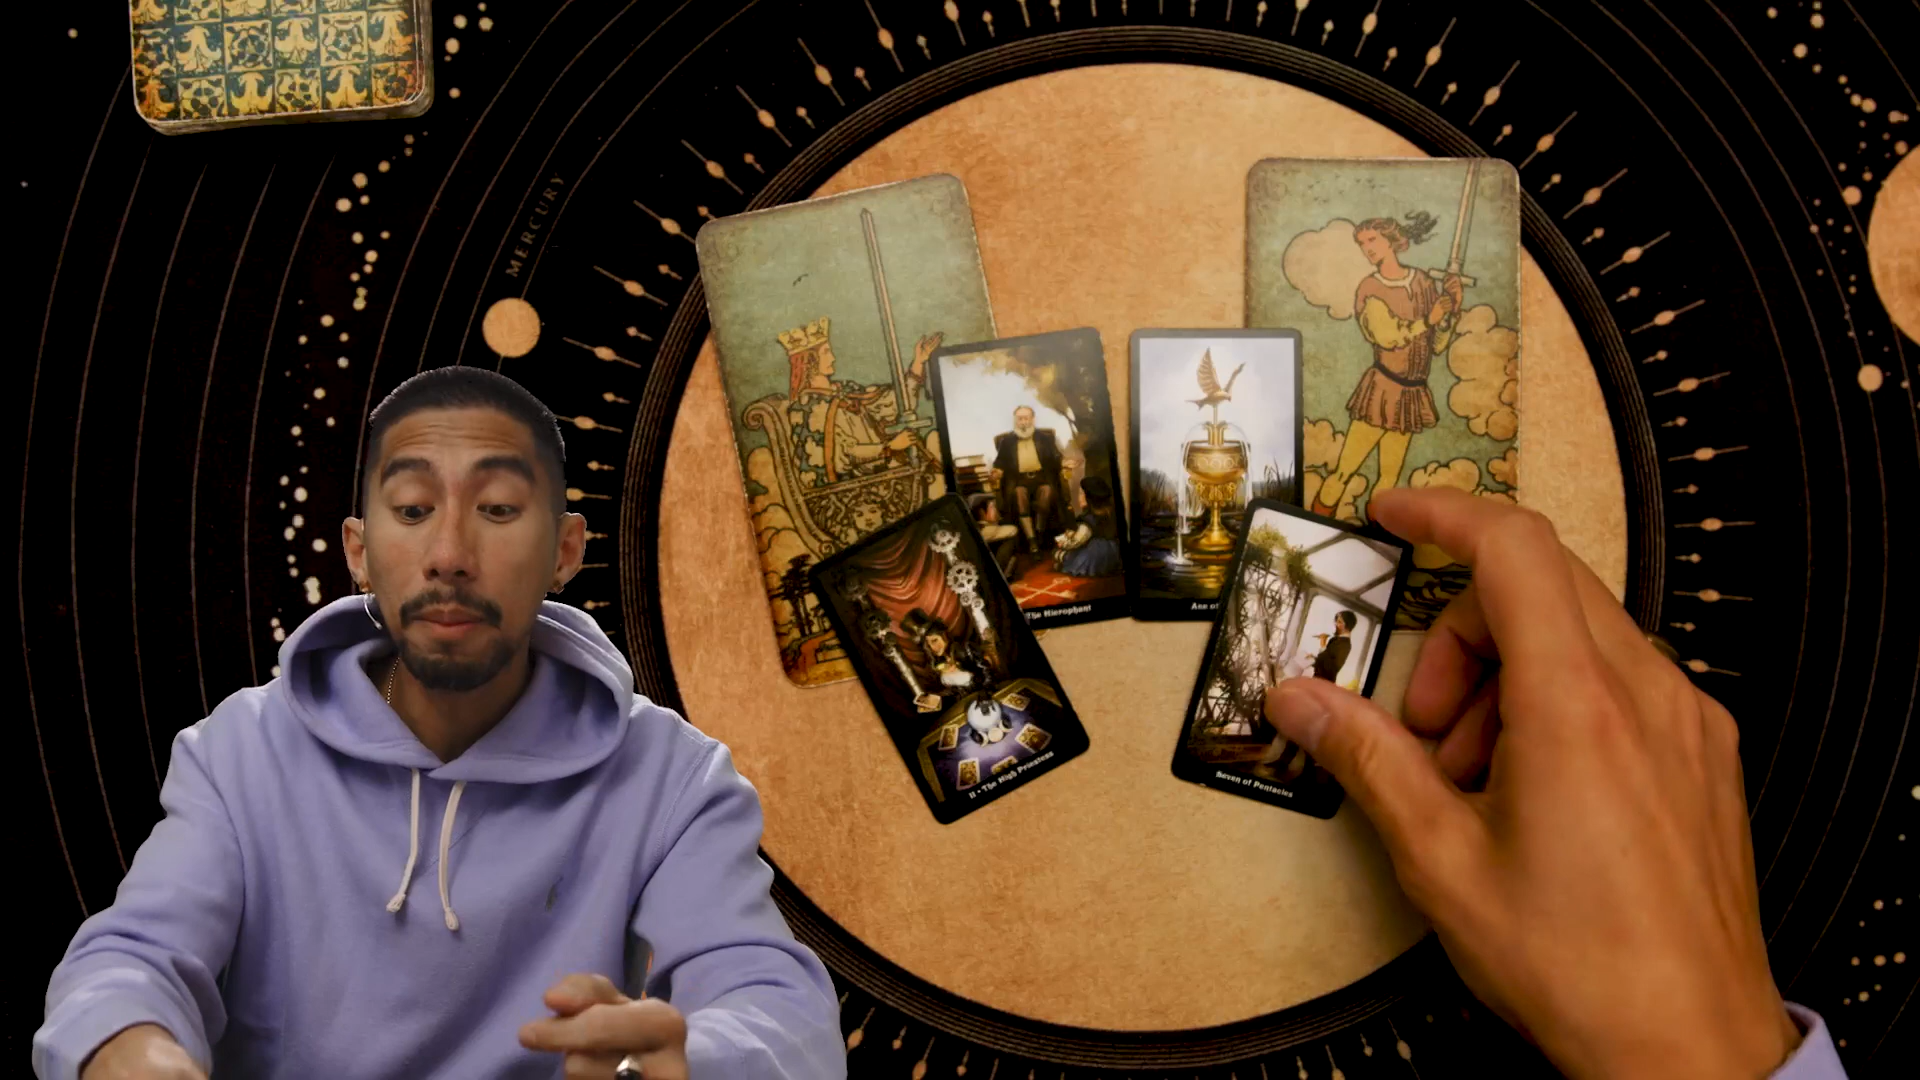 MERCURY
The Hierophant
Ace of
II • The High Priestess
Seven of Pentacles